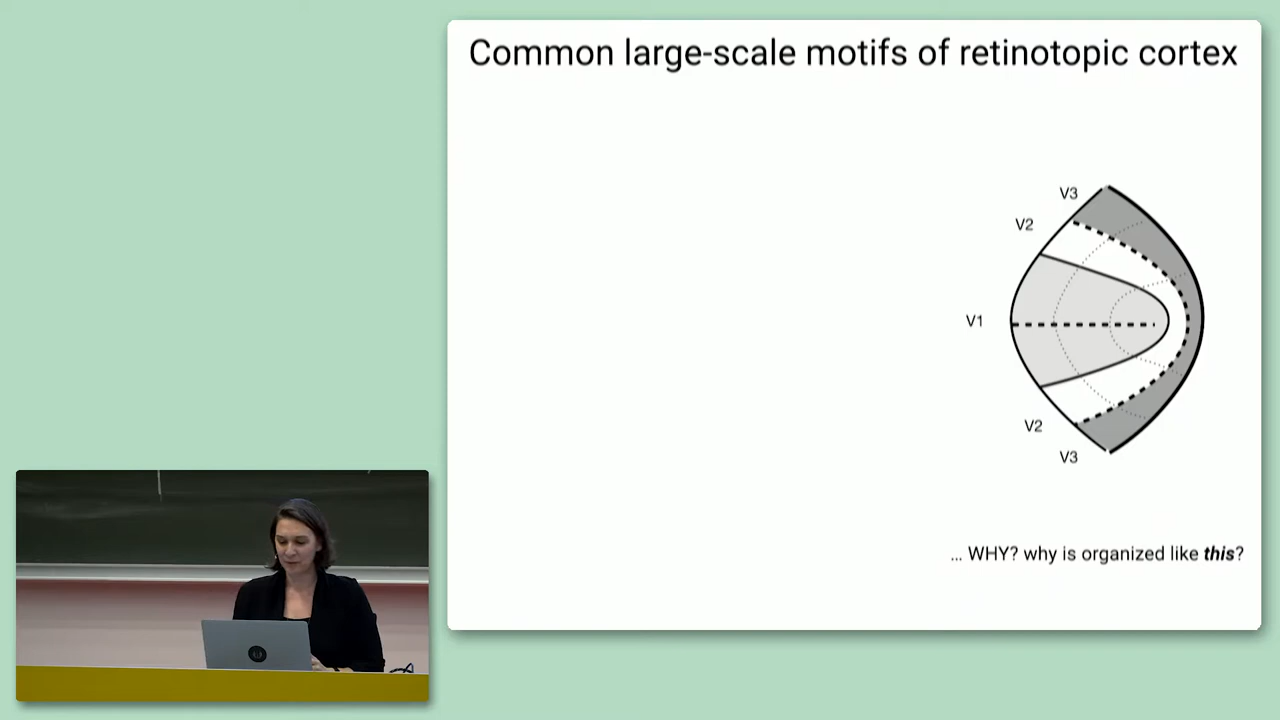 Common large-scale motifs of retinotopic cortex
V3
V2
V1
V2
V3
... WHY? why is organized like this?